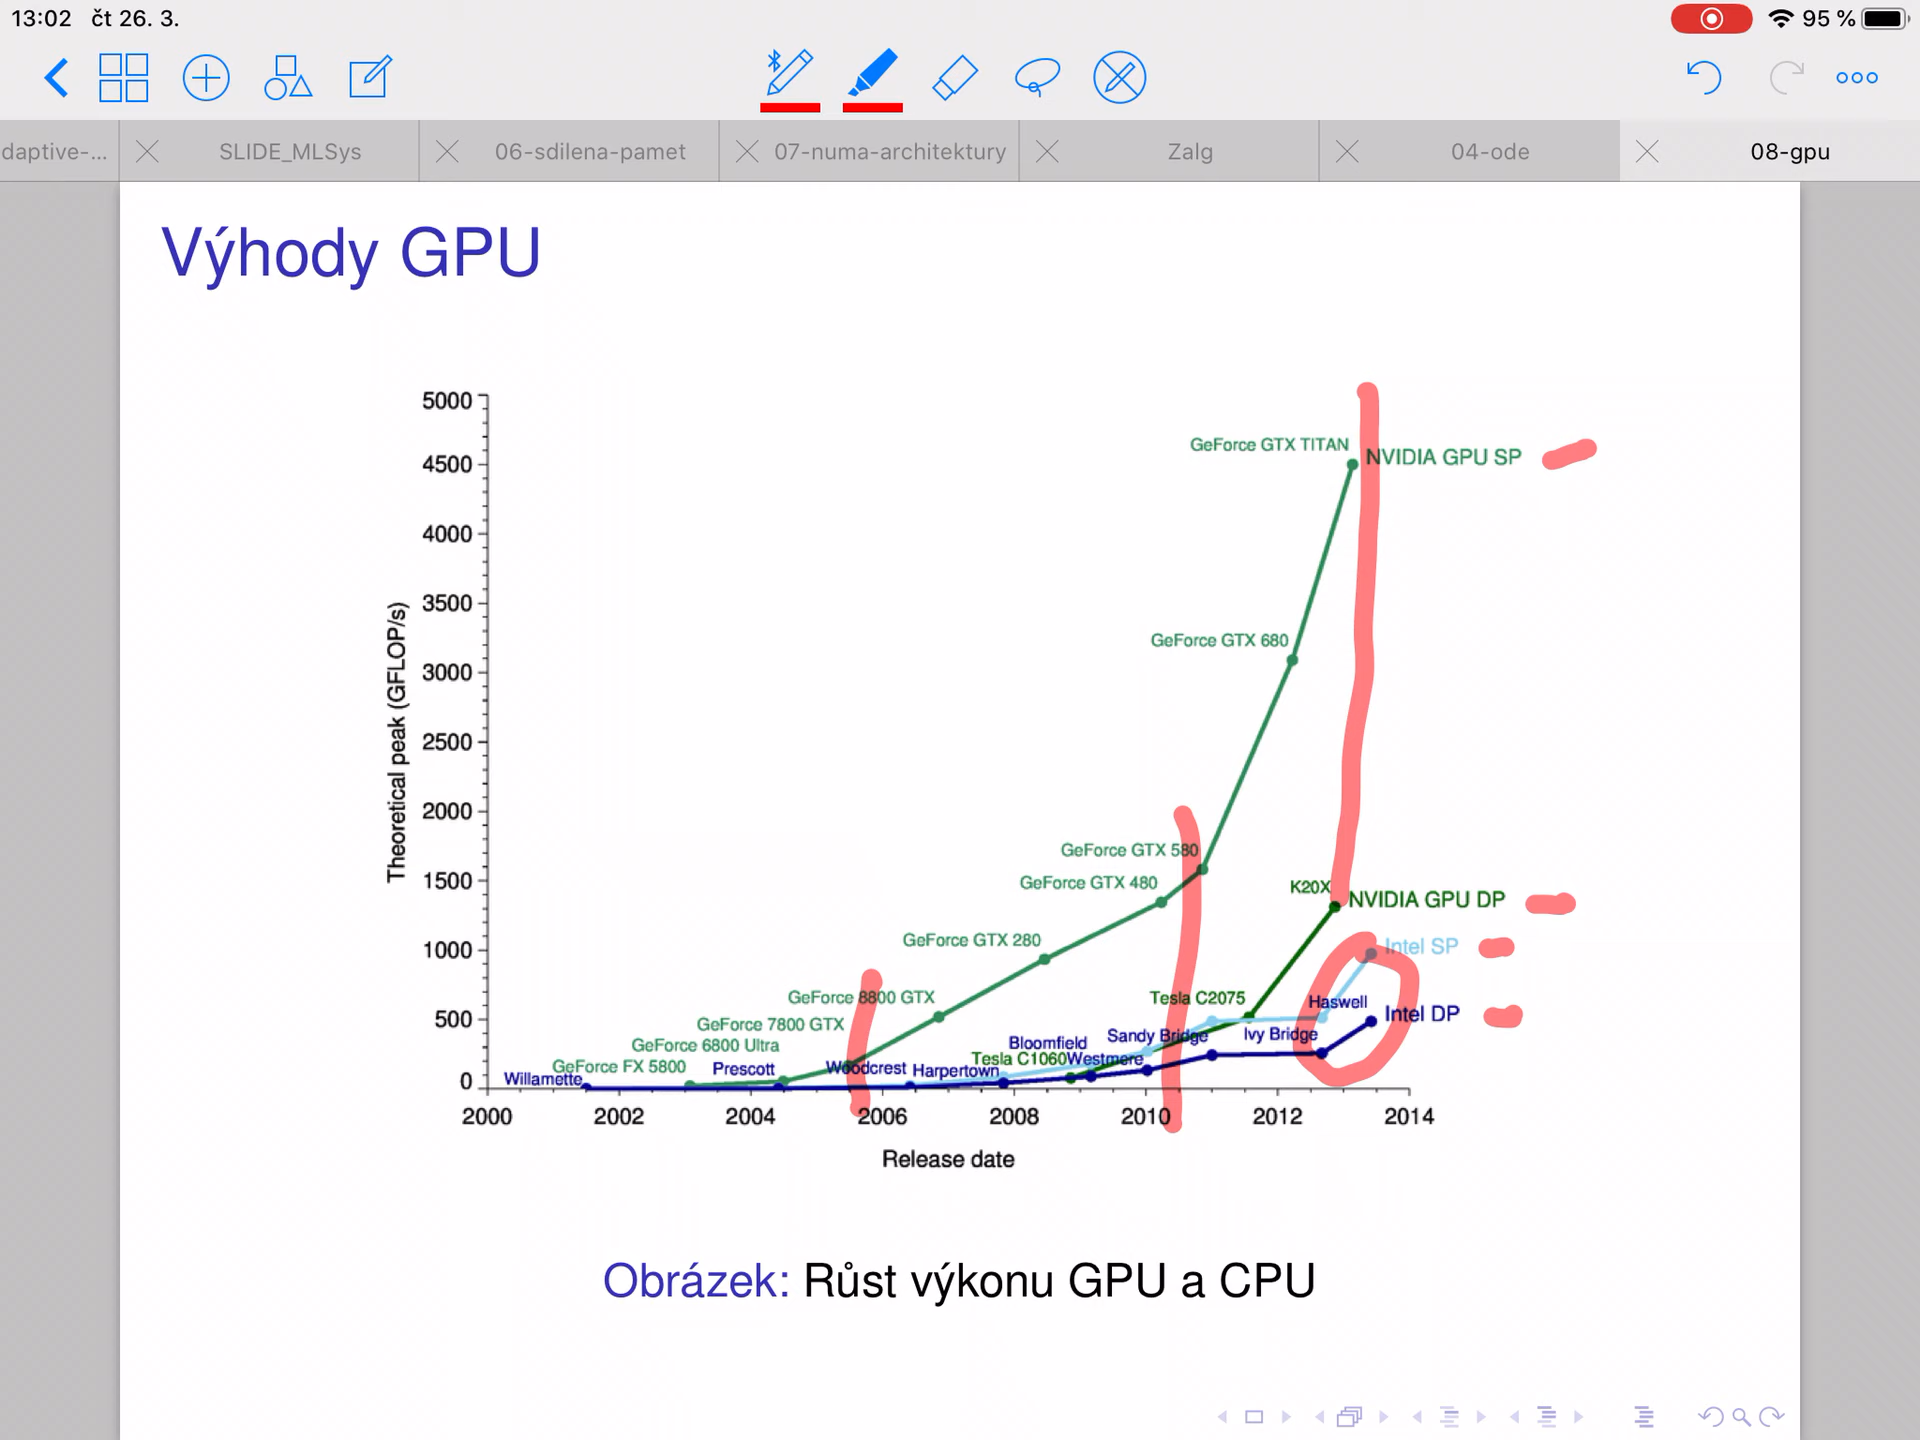 13:02 čt 26. 3.
95 %
daptive-...
SLIDE_MLSys
06-sdilena-pamet
07-numa-architektury
Zalg
04-ode
08-gpu
Výhody GPU
5000
4500
4000
3500
3000
2500
2000
1500
1000
500
0
Theoretical peak (GFLOP/s)
GeForce GTX TITAN
NVIDIA GPU SP
GeForce GTX 680
GeForce GTX 580
GeForce GTX 480
K20X
NVIDIA GPU DP
GeForce GTX 280
Intel SP
GeForce 8800 GTX
Tesla C2075
Haswell
Intel DP
GeForce 7800 GTX
GeForce 6800 Ultra
Bloomfield
Sandy Bridge
Ivy Bridge
GeForce FX 5800
Tesla C1060
Westmere
Willamette
Prescott
Woodcrest
Harpertown
2000 2002 2004 2006 2008 2010 2012 2014
Release date
Obrázek: Růst výkonu GPU a CPU